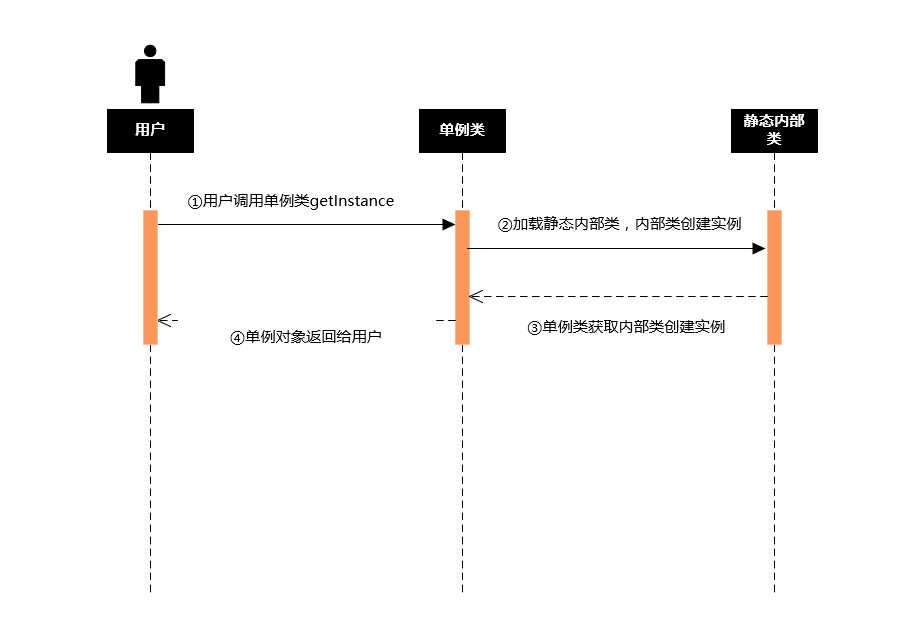 用户
单例类
静态内部
类
①用户调用单例类getInstance
②加载静态内部类，内部类创建实例
③单例类获取内部类创建实例
④单例对象返回给用户